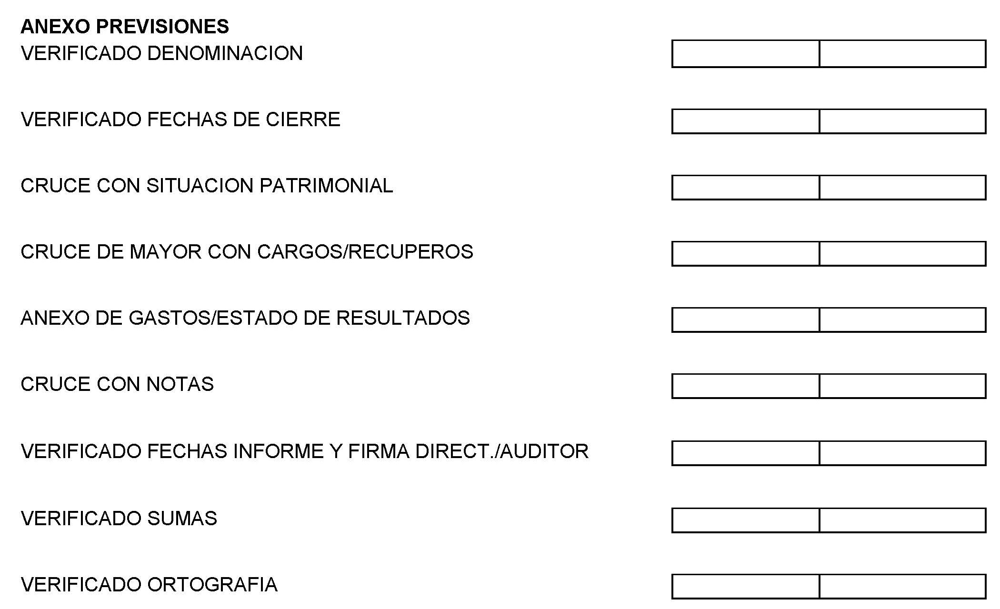 ANEXO PREVISIONES
VERIFICADO DENOMINACION
VERIFICADO FECHAS DE CIERRE
CRUCE CON SITUACION PATRIMONIAL
CRUCE DE MAYOR CON CARGOS/RECUPEROS
ANEXO DE GASTOS/ESTADO DE RESULTADOS
CRUCE CON NOTAS
VERIFICADO FECHAS INFORME Y FIRMA DIRECT./AUDITOR
VERIFICADO SUMAS
VERIFICADO ORTOGRAFIA